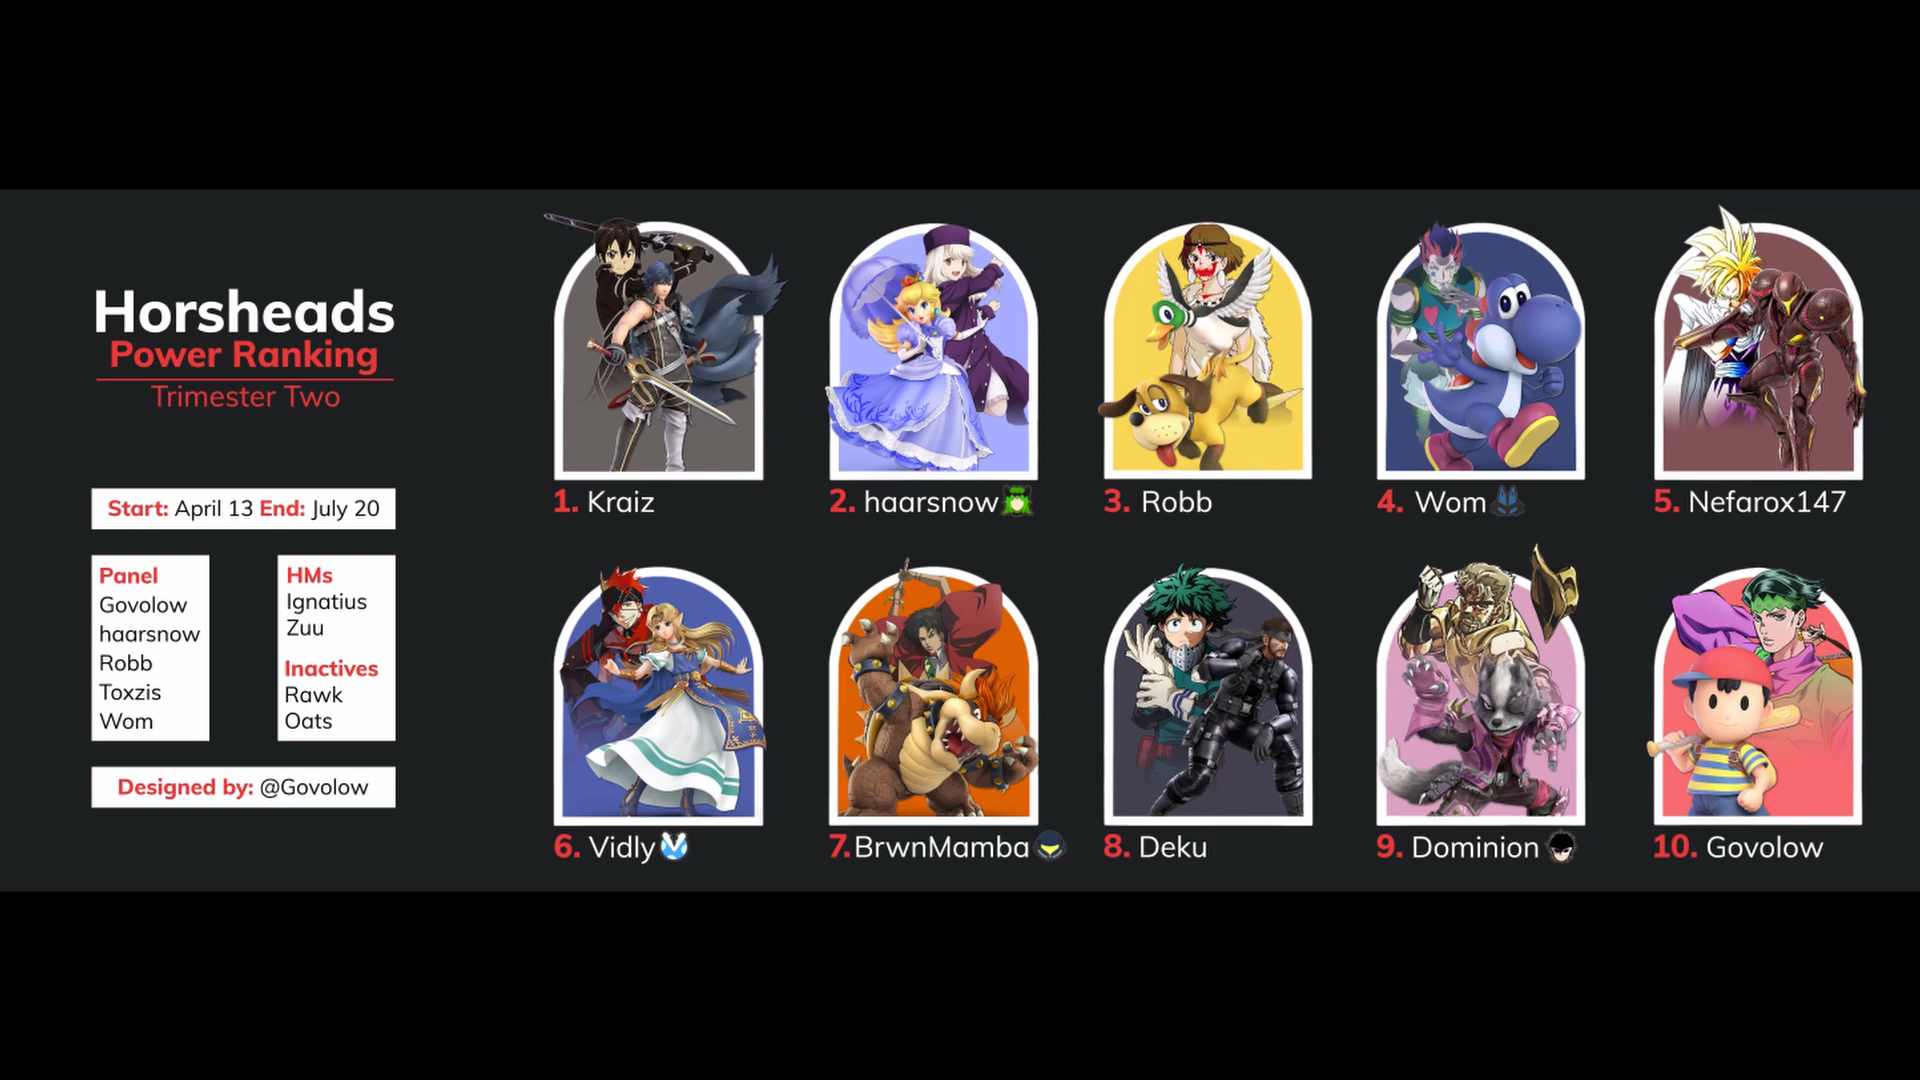 Horsheads
Power Ranking
Trimester Two
Start: April 13 End: July 20
Panel
Govolow
haarsnow
Robb
Toxzis
Wom
HMs
Ignatius
Zuu
Inactives
Rawk
Oats
Designed by: @Govolow
1. Kraiz
2. haarsnow
3. Robb
4. Wom
5. Nefarox147
6. Vidly
7. BrwnMamba
8. Deku
9. Dominion
10. Govolow